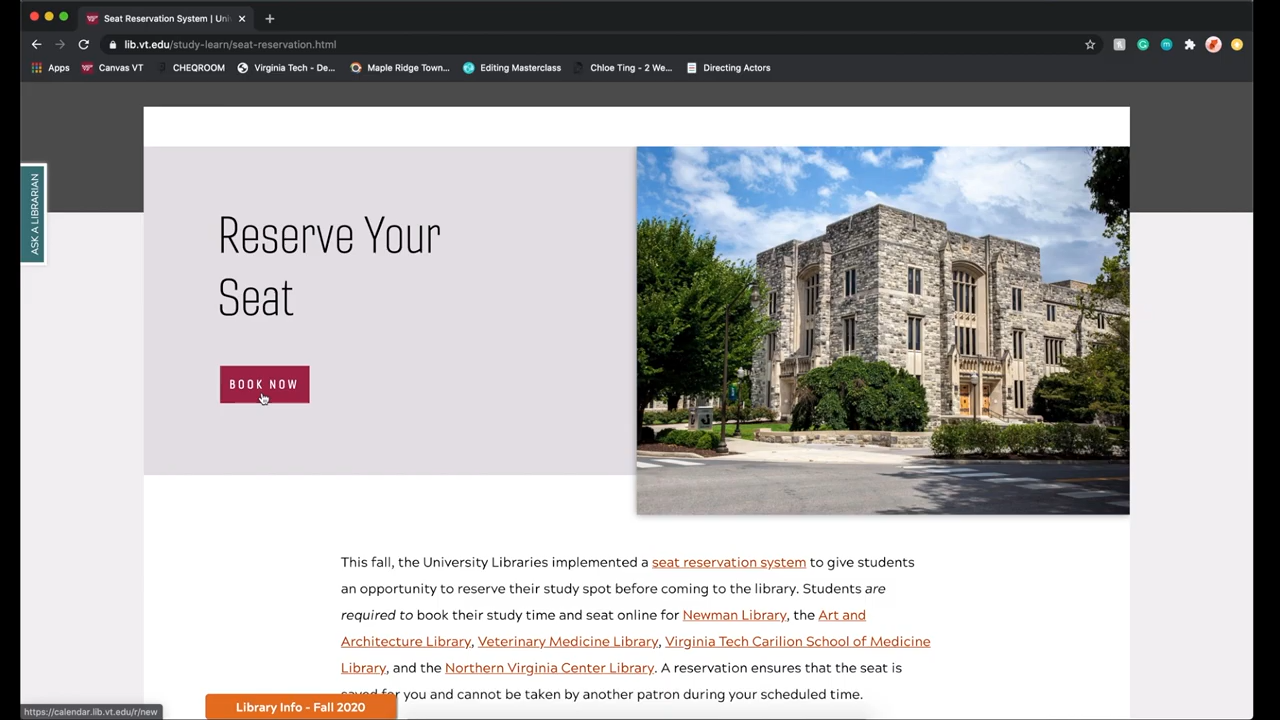 Seat Reservation System | Uni
lib.vt.edu/study-learn/seat-reservation.html
Apps Canvas VT CHEQROOM Virginia Tech - De... Maple Ridge Town... Editing Masterclass Chloe Ting - 2 We... Directing Actors
ASK A LIBRARIAN
Reserve Your
Seat
BOOK NOW
This fall, the University Libraries implemented a seat reservation system to give students
an opportunity to reserve their study spot before coming to the library. Students are
required to book their study time and seat online for Newman Library, the Art and
Architecture Library, Veterinary Medicine Library, Virginia Tech Carilion School of Medicine
Library, and the Northern Virginia Center Library. A reservation ensures that the seat is
saved for you and cannot be taken by another patron during your scheduled time.
Library Info - Fall 2020
https://calendar.lib.vt.edu/r/new